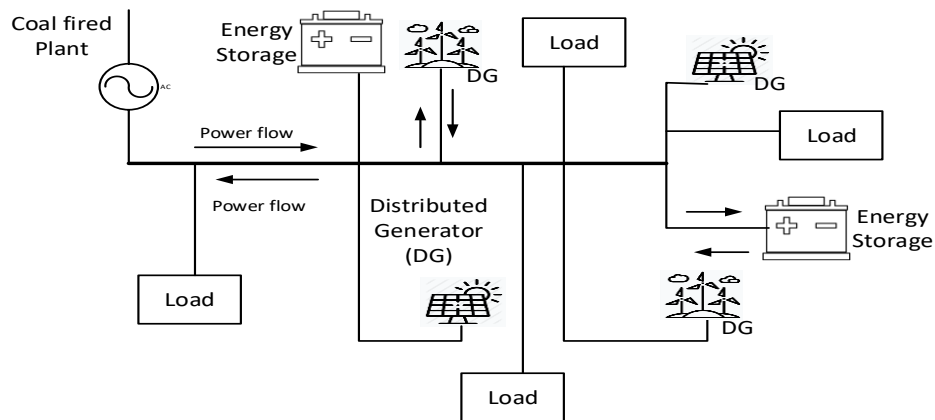 Coal fired
Plant
AC
Energy
Storage
DG
Load
DG
Load
Power flow
Power flow
Distributed
Generator
(DG)
Energy
Storage
Load
DG
Load